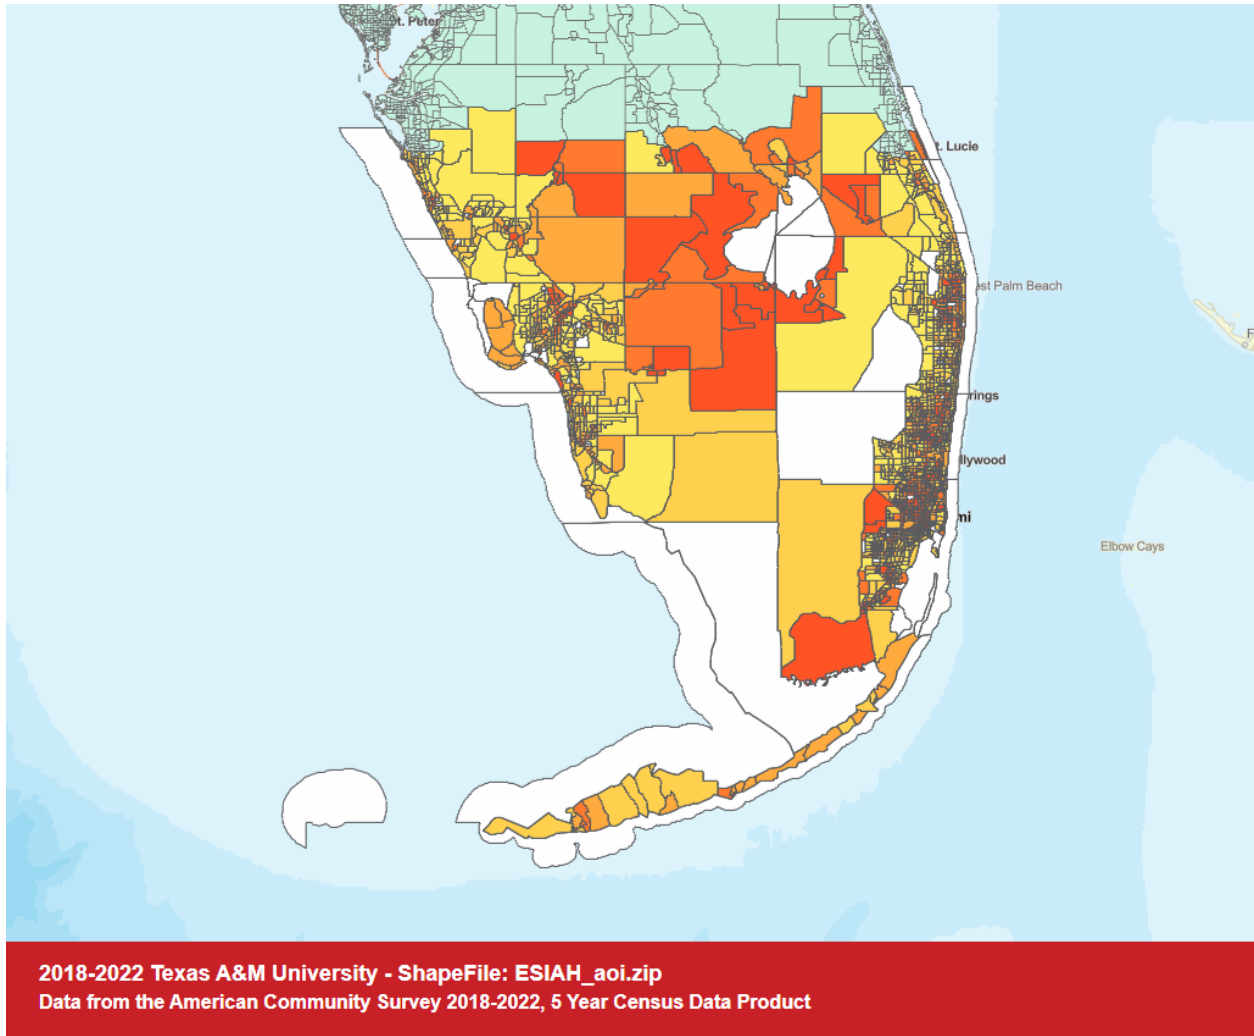 t. Peter
t. Lucie
st Palm Beach
F
rings
llywood
mi
Elbow Cays
2018-2022 Texas A&M University - ShapeFile: ESIAH_aoi.zip
Data from the American Community Survey 2018-2022, 5 Year Census Data Product